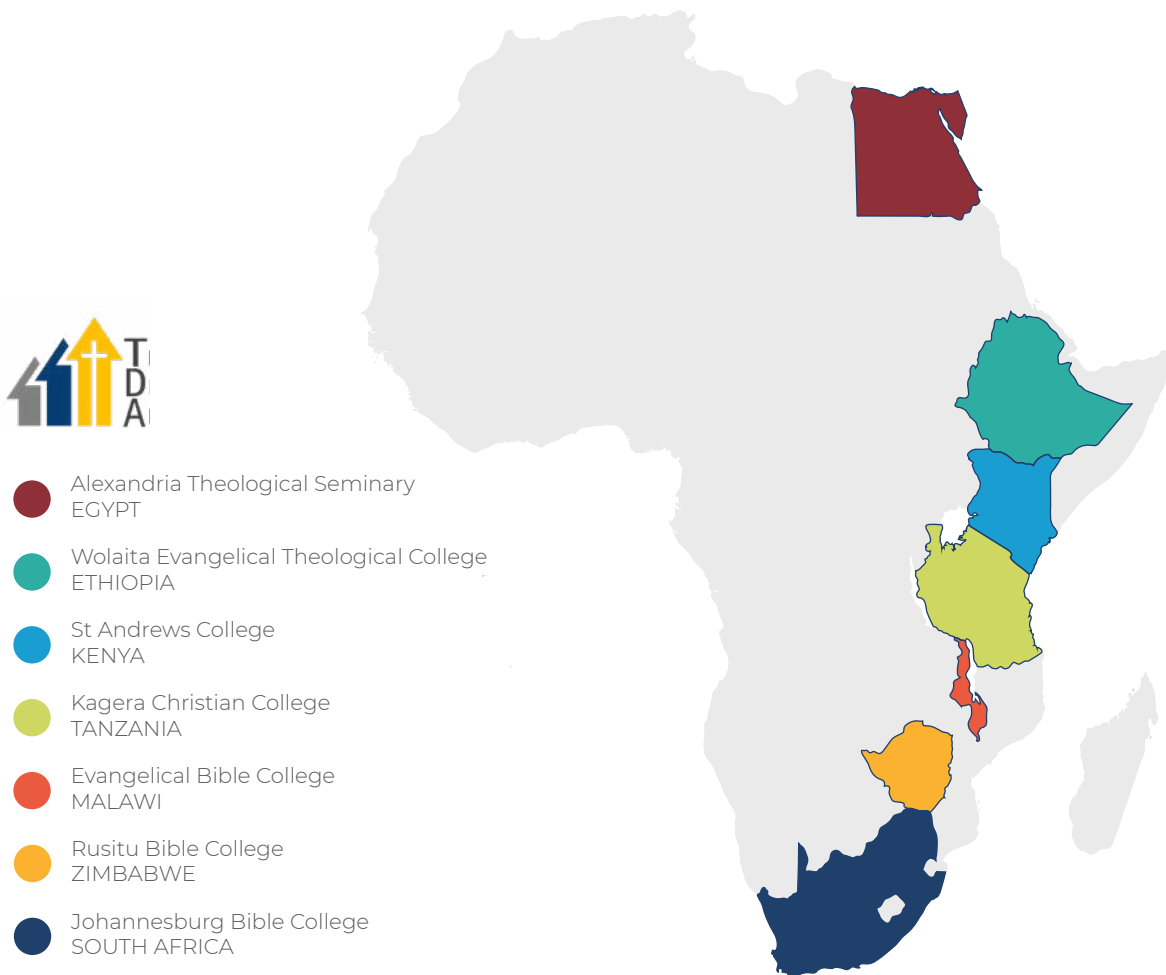 T
D
A
Alexandria Theological Seminary
EGYPT
Wolaita Evangelical Theological College
ETHIOPIA
St Andrews College
KENYA
Kagera Christian College
TANZANIA
Evangelical Bible College
MALAWI
Rusitu Bible College
ZIMBABWE
Johannesburg Bible College
SOUTH AFRICA